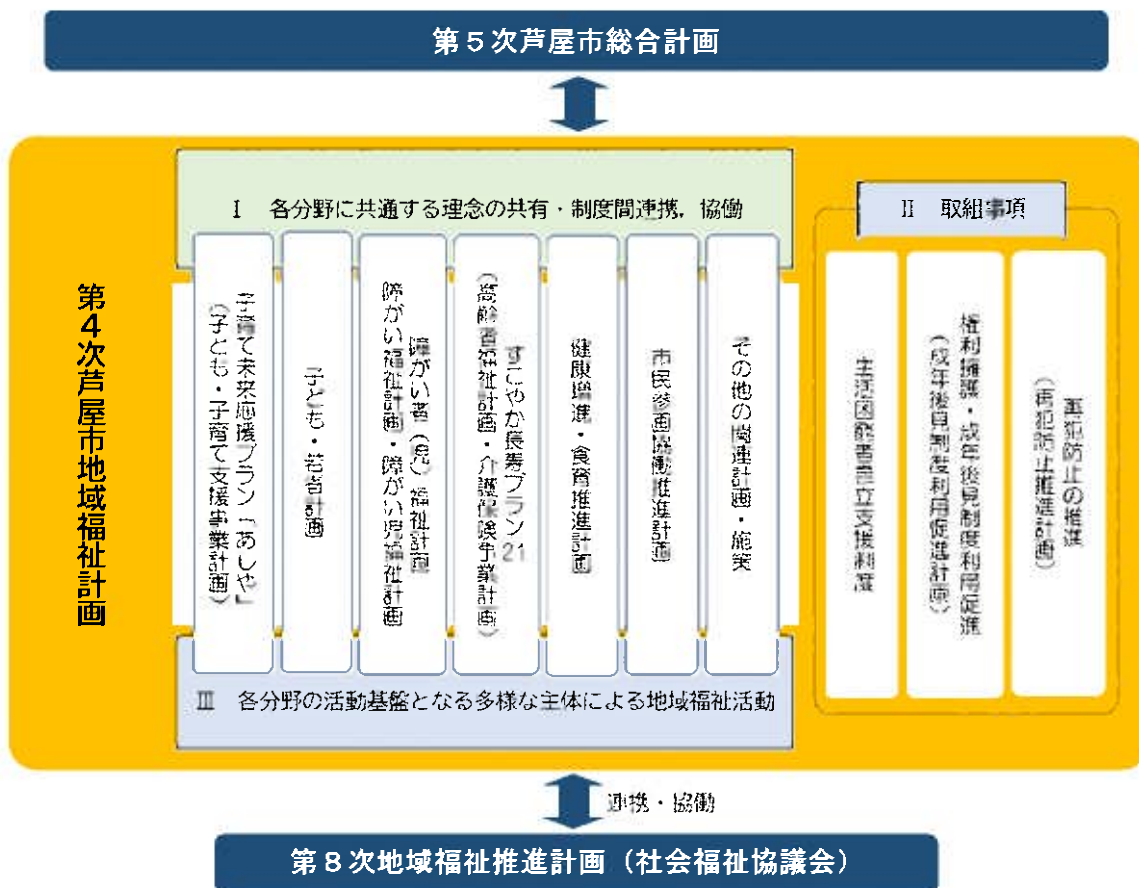 第５次芦屋市総合計画
第４次芦屋市地域福祉計画
Ⅰ　各分野に共通する理念の共有・制度間連携，協働
子育て未来応援プラン「あしや」
（子ども・子育て支援事業計画）
子ども・若者計画
障がい者（児）福祉計画
障がい福祉計画・障がい児福祉計画
すこやか長寿プラン21
（高齢者福祉計画・介護保険事業計画）
健康増進・食育推進計画
市民参画協働推進計画
その他の関連計画・施策
Ⅲ　各分野の活動基盤となる多様な主体による地域福祉活動
Ⅱ　取組事項
生活困窮者自立支援制度
権利擁護・成年後見制度利用促進
（成年後見制度利用促進計画）
再犯防止の推進
（再犯防止推進計画）
連携・協働
第８次地域福祉推進計画（社会福祉協議会）